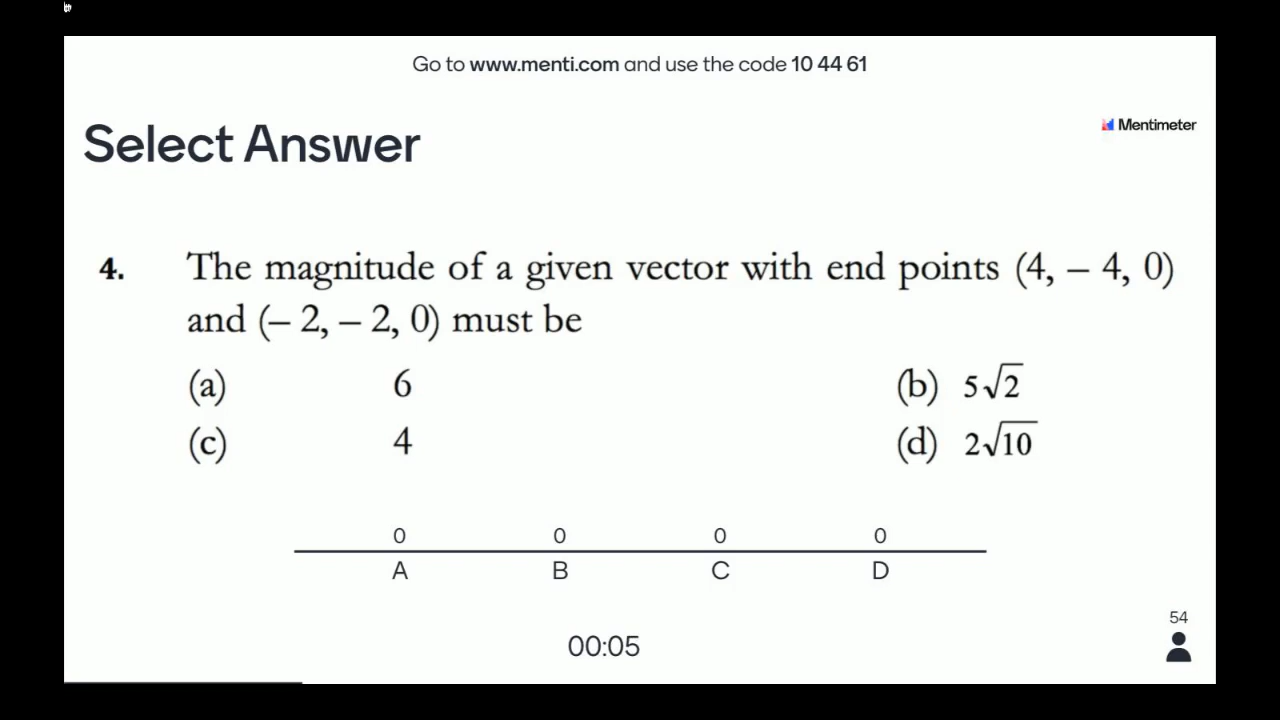 Go to www.menti.com and use the code 10 44 61
Mentimeter
Select Answer
4. The magnitude of a given vector with end points (4, – 4, 0)
and (– 2, – 2, 0) must be
(a) 6 (b) 5√2
(c) 4 (d) 2√10
0 0 0 0
A B C D
54
00:05